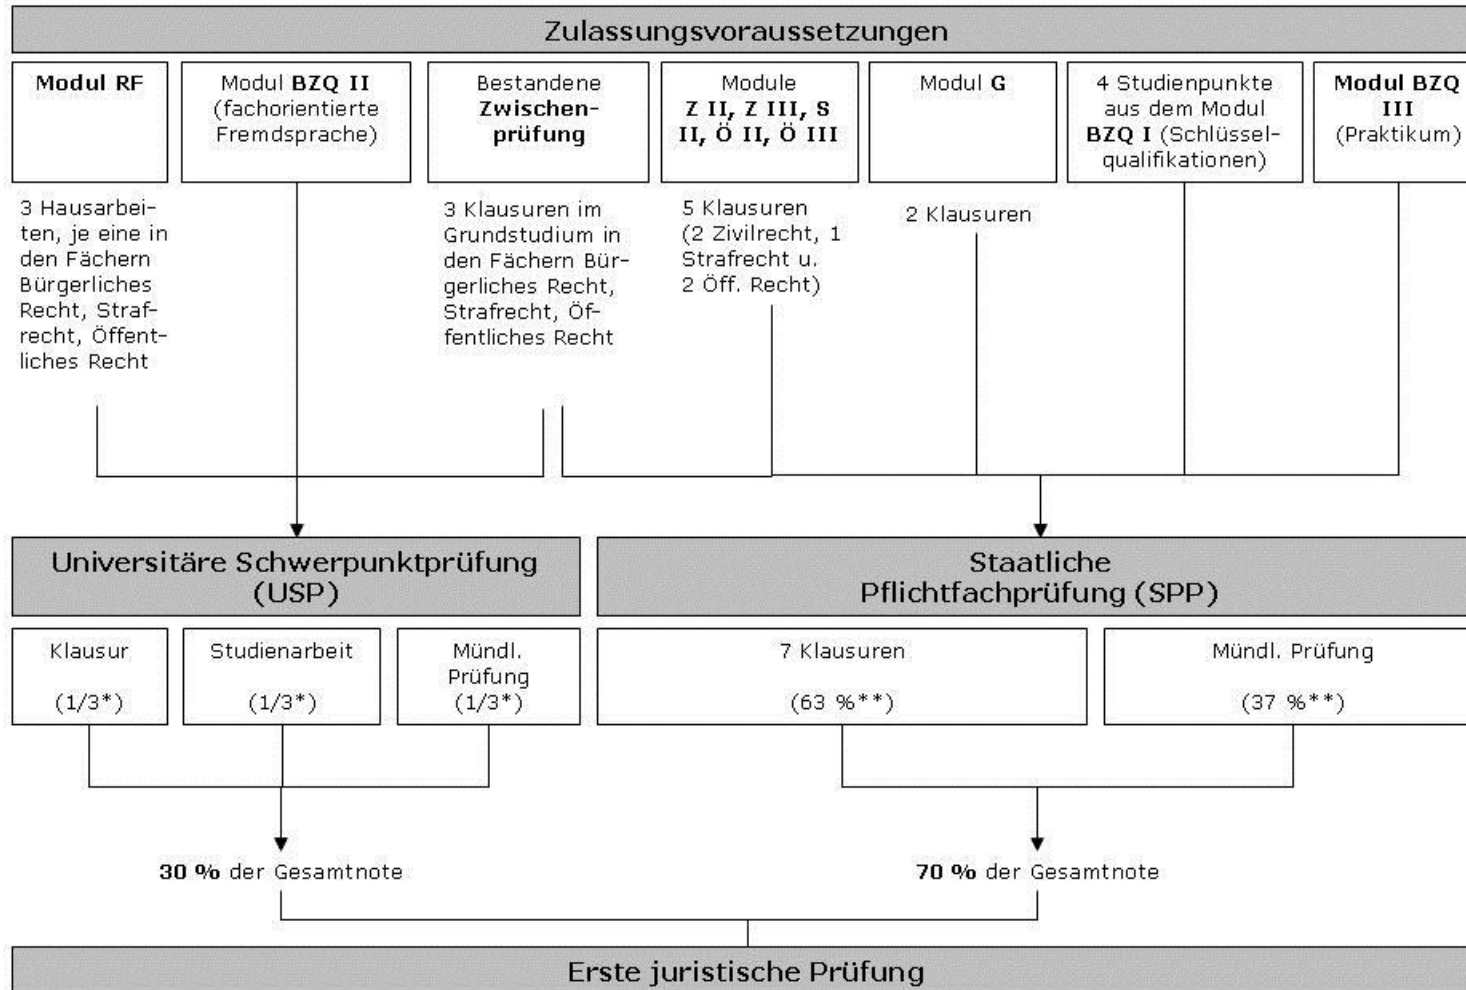 Zulassungsvoraussetzungen
Modul RF
Modul BZQ II
(fachorientierte
Fremdsprache)
Bestandene
Zwischen-
prüfung
Module
Z II, Z III, S
II, Ö II, Ö III
Modul G
4 Studienpunkte
aus dem Modul
BZQ I (Schlüssel-
qualifikationen)
Modul BZQ
III
(Praktikum)
3 Hausarbei-
ten, je eine in
den Fächern
Bürgerliches
Recht, Straf-
recht, Öffent-
liches Recht
3 Klausuren im
Grundstudium in
den Fächern Bür-
gerliches Recht,
Strafrecht, Öf-
fentliches Recht
5 Klausuren
(2 Zivilrecht, 1
Strafrecht u.
2 Öff. Recht)
2 Klausuren
Universitäre Schwerpunktprüfung
(USP)
Staatliche
Pflichtfachprüfung (SPP)
Klausur
(1/3*)
Studienarbeit
(1/3*)
Mündl.
Prüfung
(1/3*)
7 Klausuren
(63 %**)
Mündl. Prüfung
(37 %**)
30 % der Gesamtnote
70 % der Gesamtnote
Erste juristische Prüfung